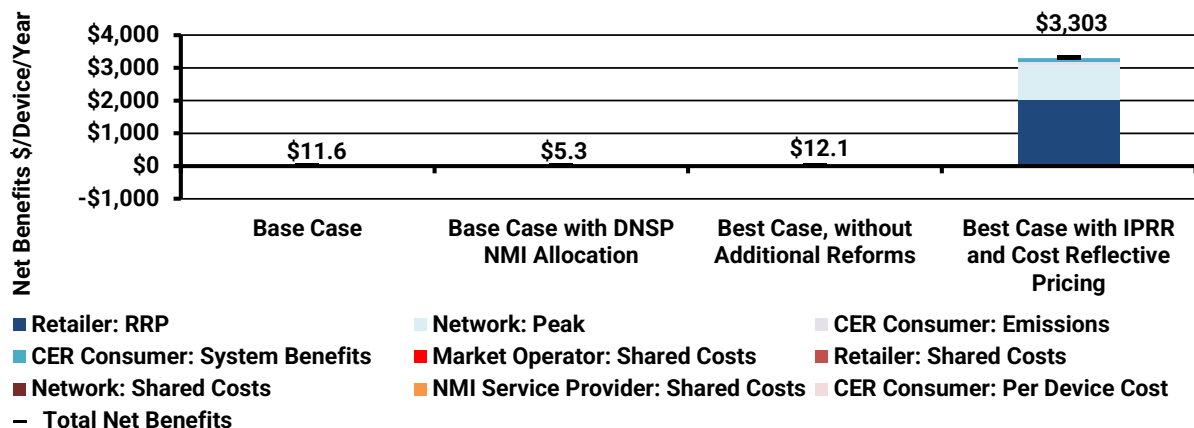 Net Benefits $/Device/Year
$4,000
$3,000
$2,000
$1,000
$0
-$1,000
$11.6
$5.3
$12.1
$3,303
Base Case
Base Case with DNSP
NMI Allocation
Best Case, without
Additional Reforms
Best Case with IPRR
and Cost Reflective
Pricing
Retailer: RRP
Network: Peak
CER Consumer: Emissions
CER Consumer: System Benefits
Market Operator: Shared Costs
Retailer: Shared Costs
Network: Shared Costs
NMI Service Provider: Shared Costs
CER Consumer: Per Device Cost
Total Net Benefits